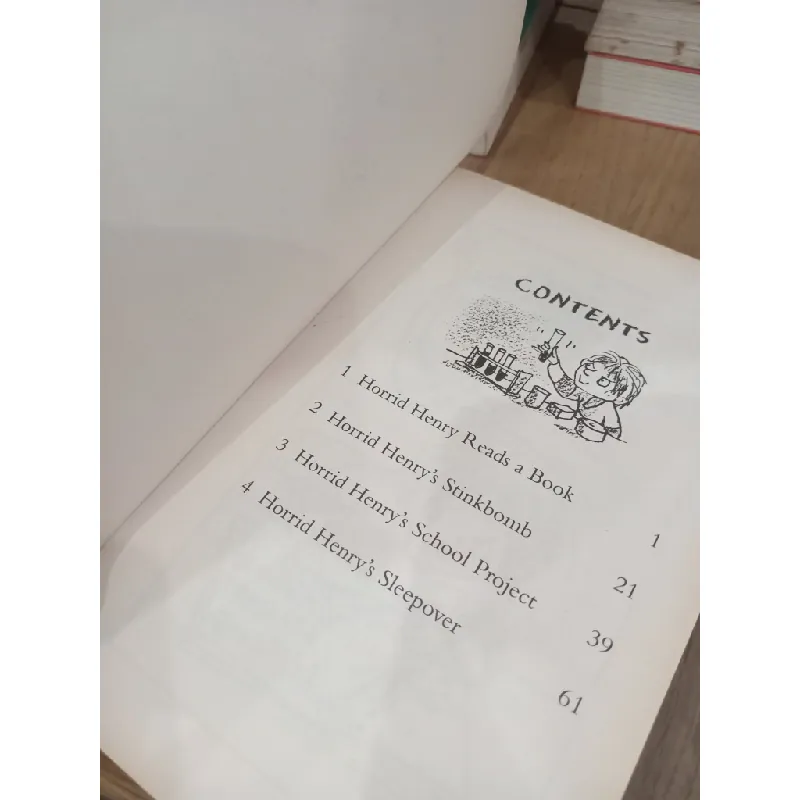 CONTENTS
1 Horrid Henry Reads a Book 1
2 Horrid Henry's Stinkbomb 21
3 Horrid Henry's School Project 39
4 Horrid Henry's Sleepover 61